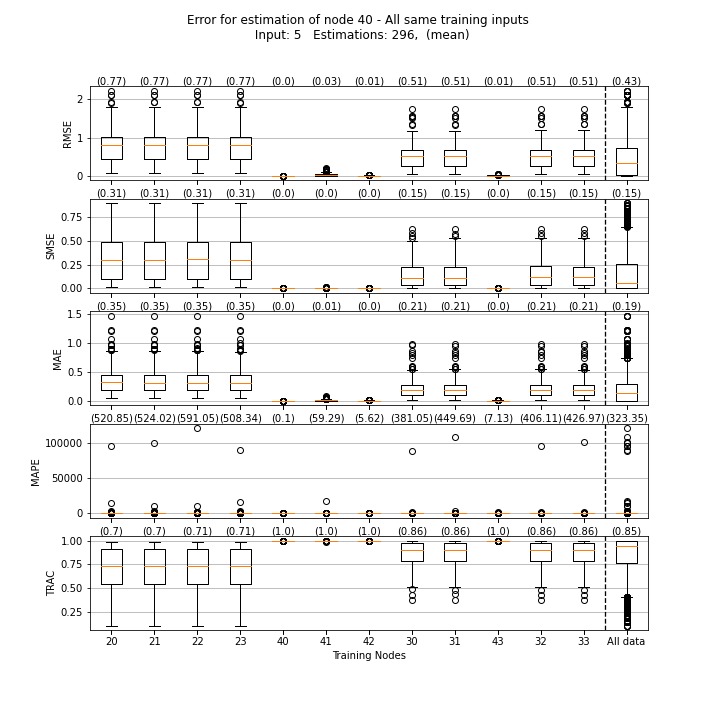 Error for estimation of node 40 - All same training inputs
Input: 5 Estimations: 296, (mean)
(0.77) (0.77) (0.77) (0.77) (0.0) (0.03) (0.01) (0.51) (0.51) (0.01) (0.51) (0.51) (0.43)
2
1
0
RMSE
(0.31) (0.31) (0.31) (0.31) (0.0) (0.0) (0.0) (0.15) (0.15) (0.0) (0.15) (0.15) (0.15)
0.75
0.50
0.25
0.00
SMSE
(0.35) (0.35) (0.35) (0.35) (0.0) (0.01) (0.0) (0.21) (0.21) (0.0) (0.21) (0.21) (0.19)
1.5
1.0
0.5
0.0
MAE
(520.85) (524.02) (591.05) (508.34) (0.1) (59.29) (5.62) (381.05) (449.69) (7.13) (406.11) (426.97) (323.35)
100000
50000
0
MAPE
(0.7) (0.7) (0.71) (0.71) (1.0) (1.0) (1.0) (0.86) (0.86) (1.0) (0.86) (0.86) (0.85)
1.00
0.75
0.50
0.25
TRAC
20 21 22 23 40 41 42 30 31 43 32 33 All data
Training Nodes